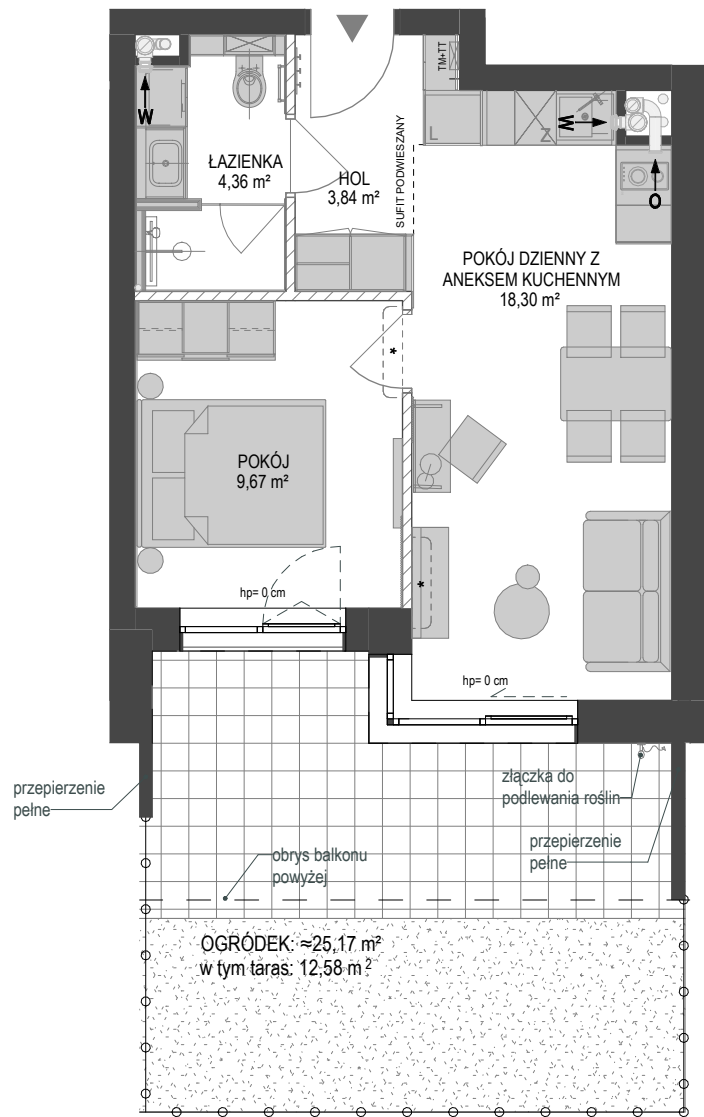 TM+TT
W
W
Z
L
SUFIT PODWIESZANY
ŁAZIENKA
4,36 m²
HOL
3,84 m²
O
POKÓJ DZIENNY Z
ANEKSEM KUCHENNYM
18,30 m²
*
POKÓJ
9,67 m²
*
hp= 0 cm
hp= 0 cm
przepierzenie
pełne
złączka do
podlewania roślin
przepierzenie
pełne
obrys balkonu
powyżej
OGRÓDEK: ≈25,17 m²
w tym taras: 12,58 m²